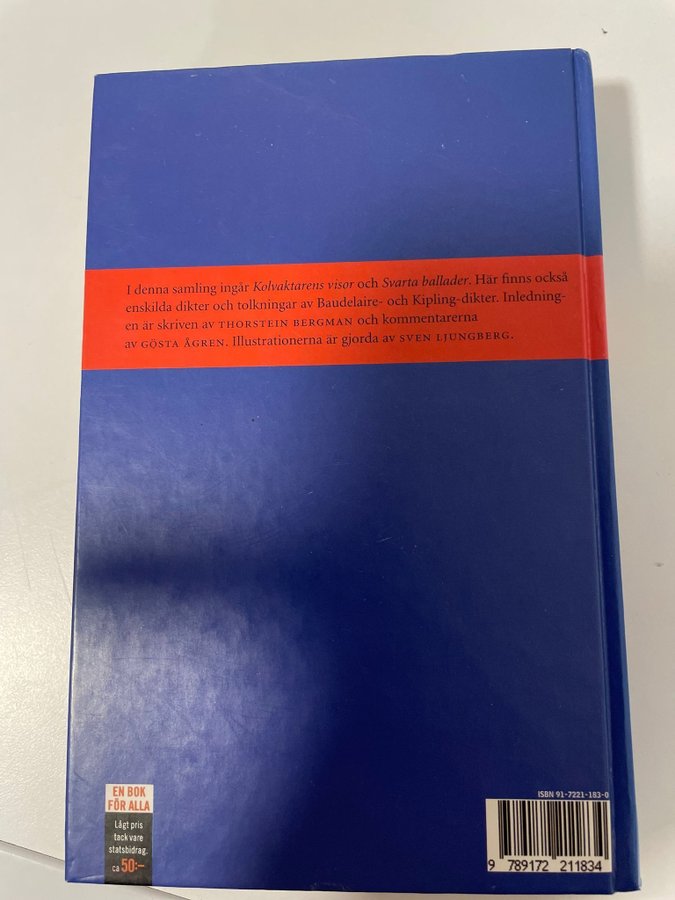 I denna samling ingår Kolvaktarens visor och Svarta ballader. Här finns också
enskilda dikter och tolkningar av Baudelaire- och Kipling-dikter. Inledning-
en är skriven av THORSTEIN BERGMAN och kommentarerna
av GÖSTA ÅGREN. Illustrationerna är gjorda av SVEN LJUNGBERG.
EN BOK
FÖR ALLA
Lågt pris
tack vare
statsbidrag.
ca 50:–
ISBN 91-7221-183-0
9 789172 211834